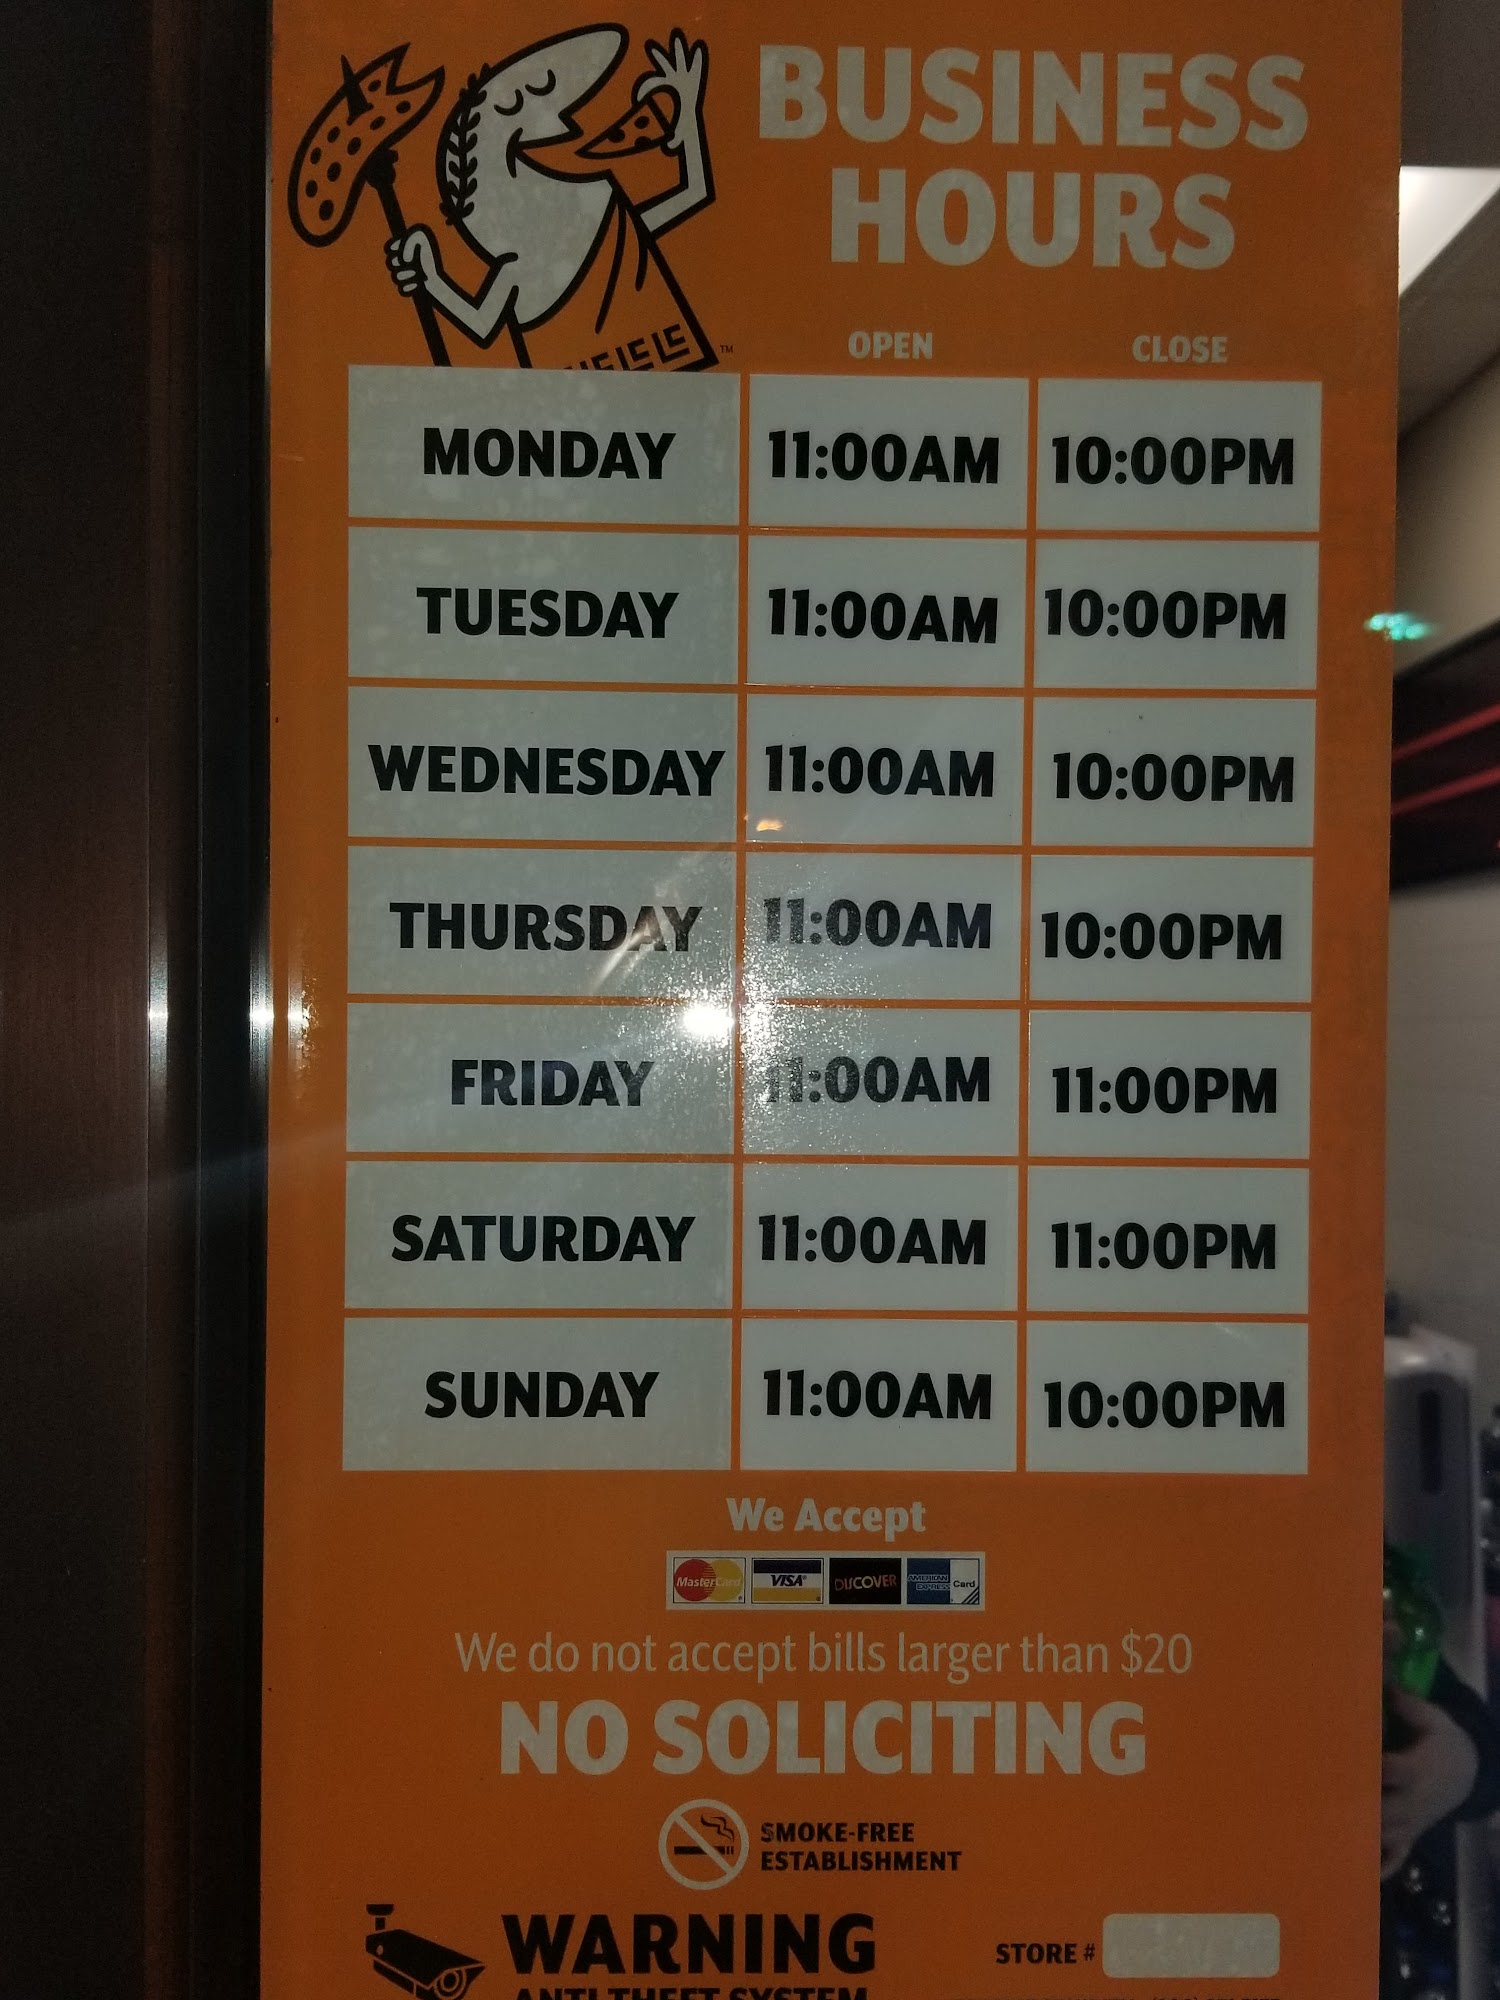 BUSINESS
HOURS
OPEN CLOSE
MONDAY 11:00AM 10:00PM
TUESDAY 11:00AM 10:00PM
WEDNESDAY 11:00AM 10:00PM
THURSDAY 11:00AM 10:00PM
FRIDAY 11:00AM 11:00PM
SATURDAY 11:00AM 11:00PM
SUNDAY 11:00AM 10:00PM
We Accept
MasterCard VISA DISCOVER AMERICAN EXPRESS Card
We do not accept bills larger than $20
NO SOLICITING
SMOKE-FREE
ESTABLISHMENT
WARNING
STORE #
ANTI-THEFT SYSTEM